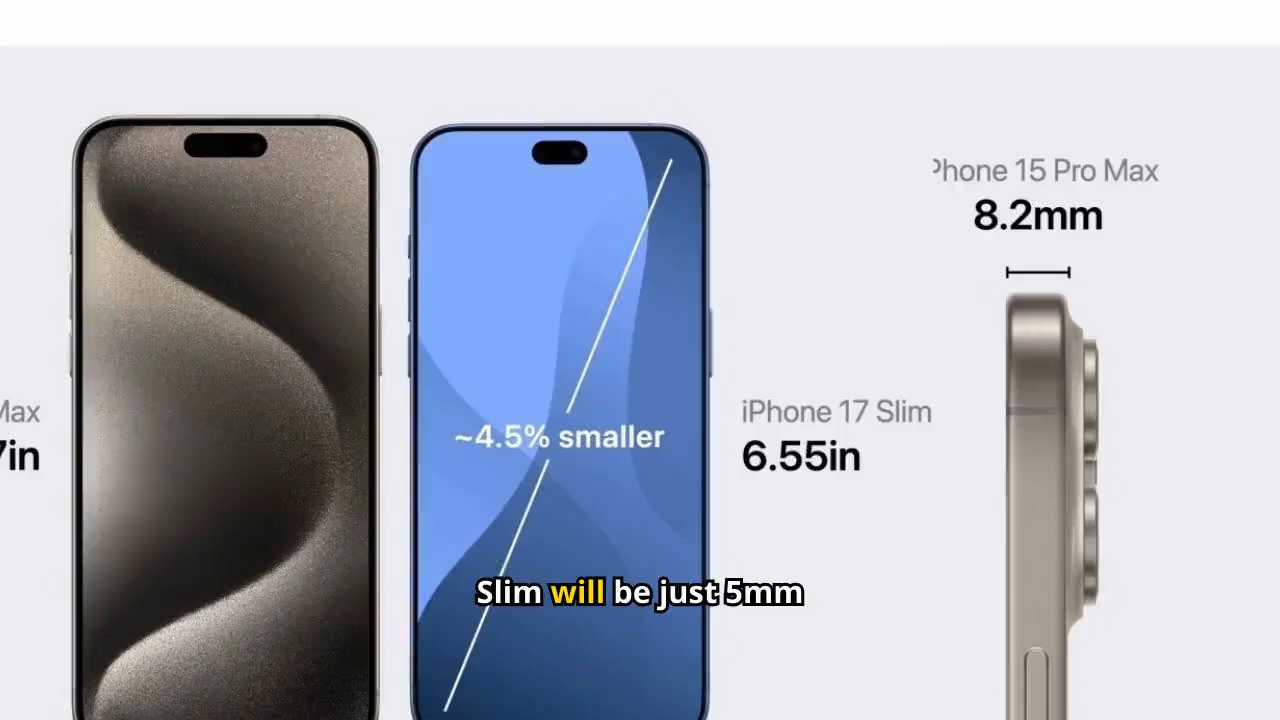 Phone 15 Pro Max
8.2mm
Max
7in
~4.5% smaller
iPhone 17 Slim
6.55in
Slim will be just 5mm